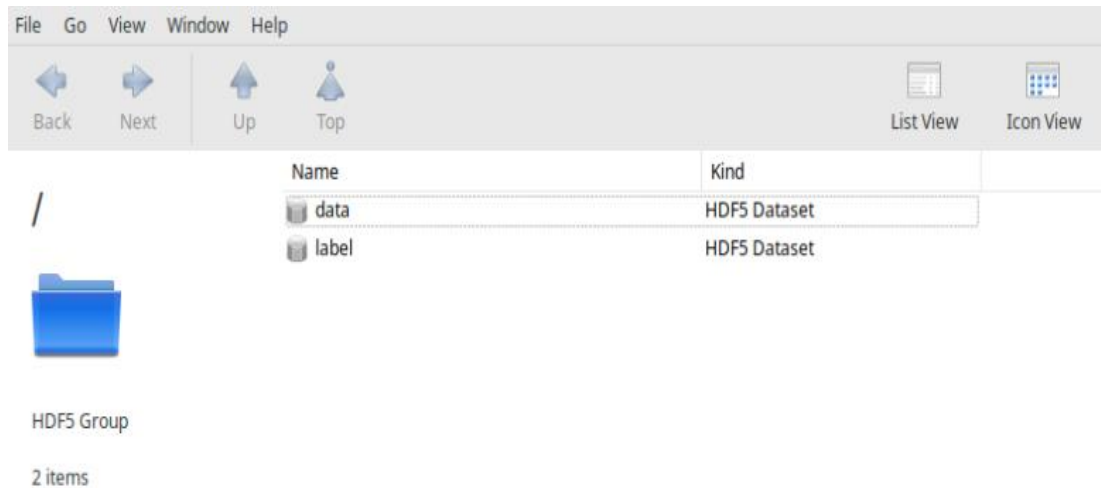 File Go View Window Help
Back Next Up Top List View Icon View
Name Kind
/
data HDF5 Dataset
label HDF5 Dataset
HDF5 Group
2 items